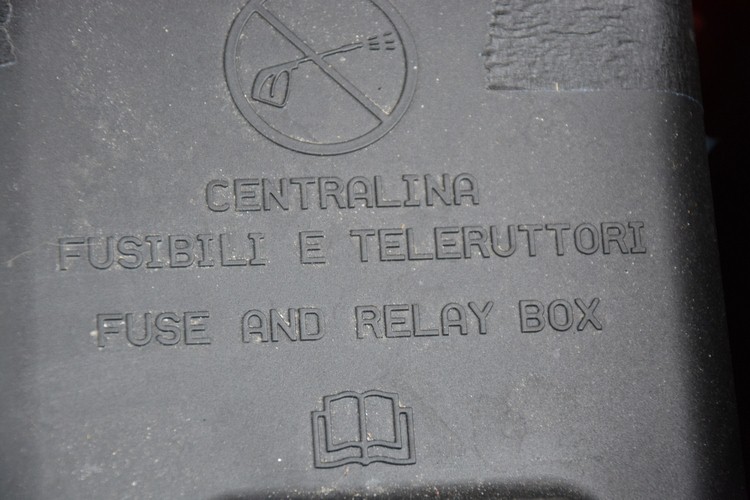 CENTRALINA
FUSIBILI E TELERUTTORI
FUSE AND RELAY BOX